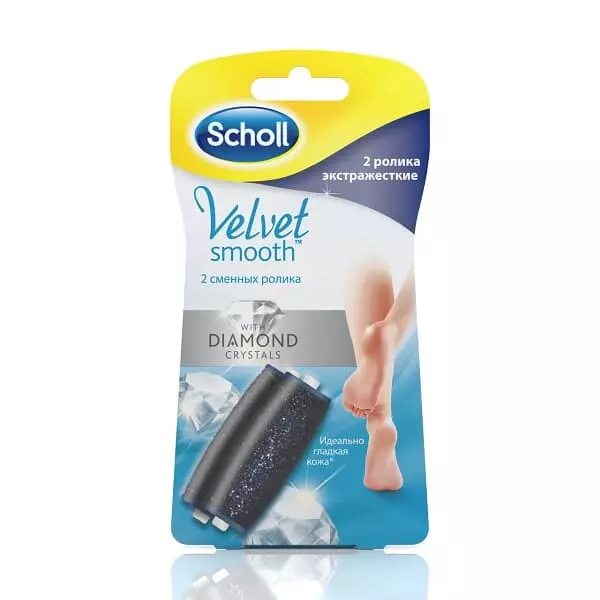 Scholl
2 ролика
экстражесткие
Velvet
smooth™
2 сменных ролика
WITH
DIAMOND
CRYSTALS
Идеально
гладкая
кожа*